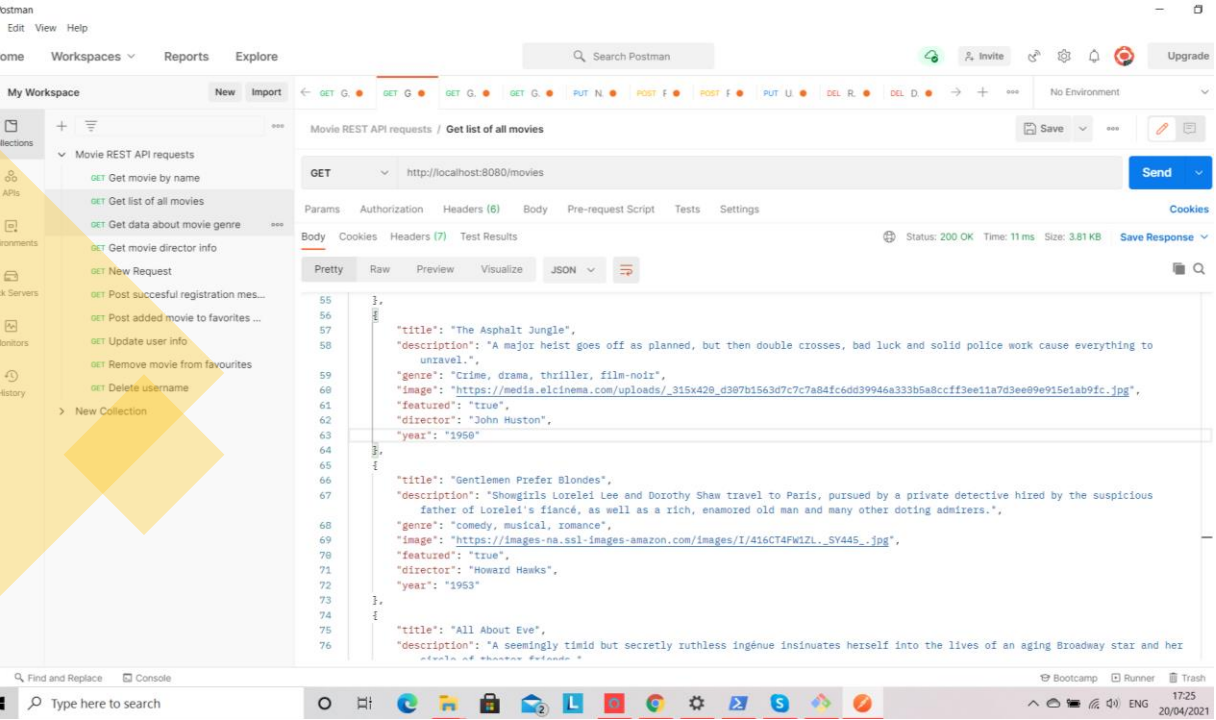 Postman
Edit View Help
ome Workspaces Reports Explore
Search Postman
Invite
Upgrade
My Workspace New Import
GET G. GET G GET G. GET G. PUT N. POST F POST F PUT U. DEL R. DEL D.
No Environment
Movie REST API requests / Get list of all movies
Save
llections
APIs
ironments
ck Servers
Monitors
History
Movie REST API requests
GET Get movie by name
GET Get list of all movies
GET Get data about movie genre
GET Get movie director info
GET New Request
GET Post succesful registration mes...
GET Post added movie to favorites ...
GET Update user info
GET Remove movie from favourites
GET Delete username
New Collection
GET http://localhost:8080/movies Send
Params Authorization Headers (6) Body Pre-request Script Tests Settings Cookies
Body Cookies Headers (7) Test Results Status: 200 OK Time: 11 ms Size: 3.81 KB Save Response
Pretty Raw Preview Visualize JSON
55 },
56 {
57 "title": "The Asphalt Jungle",
58 "description": "A major heist goes off as planned, but then double crosses, bad luck and solid police work cause everything to
unravel.",
59 "genre": "Crime, drama, thriller, film-noir",
60 "image": "https://media.elcinema.com/uploads/_315x420_d307b1563d7c7c7a84fc6dd39946a333b5a8ccff3ee11a7d3ee09e915e1ab9fc.jpg",
61 "featured": "true",
62 "director": "John Huston",
63 "year": "1950"
64 },
65 {
66 "title": "Gentlemen Prefer Blondes",
67 "description": "Showgirls Lorelei Lee and Dorothy Shaw travel to Paris, pursued by a private detective hired by the suspicious
father of Lorelei's fiancé, as well as a rich, enamored old man and many other doting admirers.",
68 "genre": "comedy, musical, romance",
69 "image": "https://images-na.ssl-images-amazon.com/images/I/416CT4FW1ZL._SY445_.jpg",
70 "featured": "true",
71 "director": "Howard Hawks",
72 "year": "1953"
73 },
74 {
75 "title": "All About Eve",
76 "description": "A seemingly timid but secretly ruthless ingénue insinuates herself into the lives of an aging Broadway star and her
circle of theater friends."
Find and Replace Console
Bootcamp Runner Trash
Type here to search
ENG
17:25
20/04/2021